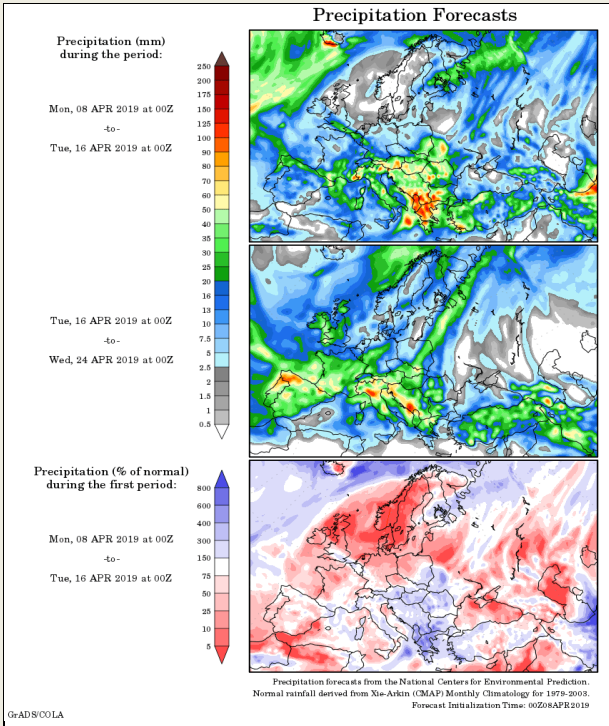 Precipitation Forecasts
Precipitation (mm)
during the period:
Mon, 08 APR 2019 at 00Z
-to-
Tue, 16 APR 2019 at 00Z
250
200
175
150
125
100
90
80
70
60
50
40
35
30
25
20
16
13
10
7.5
5
2.5
2
1.5
1
0.5
Tue, 16 APR 2019 at 00Z
-to-
Wed, 24 APR 2019 at 00Z
Precipitation (% of normal)
during the first period:
Mon, 08 APR 2019 at 00Z
-to-
Tue, 16 APR 2019 at 00Z
800
600
400
300
150
75
50
25
10
5
Precipitation forecasts from the National Centers for Environmental Prediction.
Normal rainfall derived from Xie-Arkin (CMAP) Monthly Climatology for 1979-2003.
Forecast Initialization Time: 00Z08APR2019
GrADS/COLA